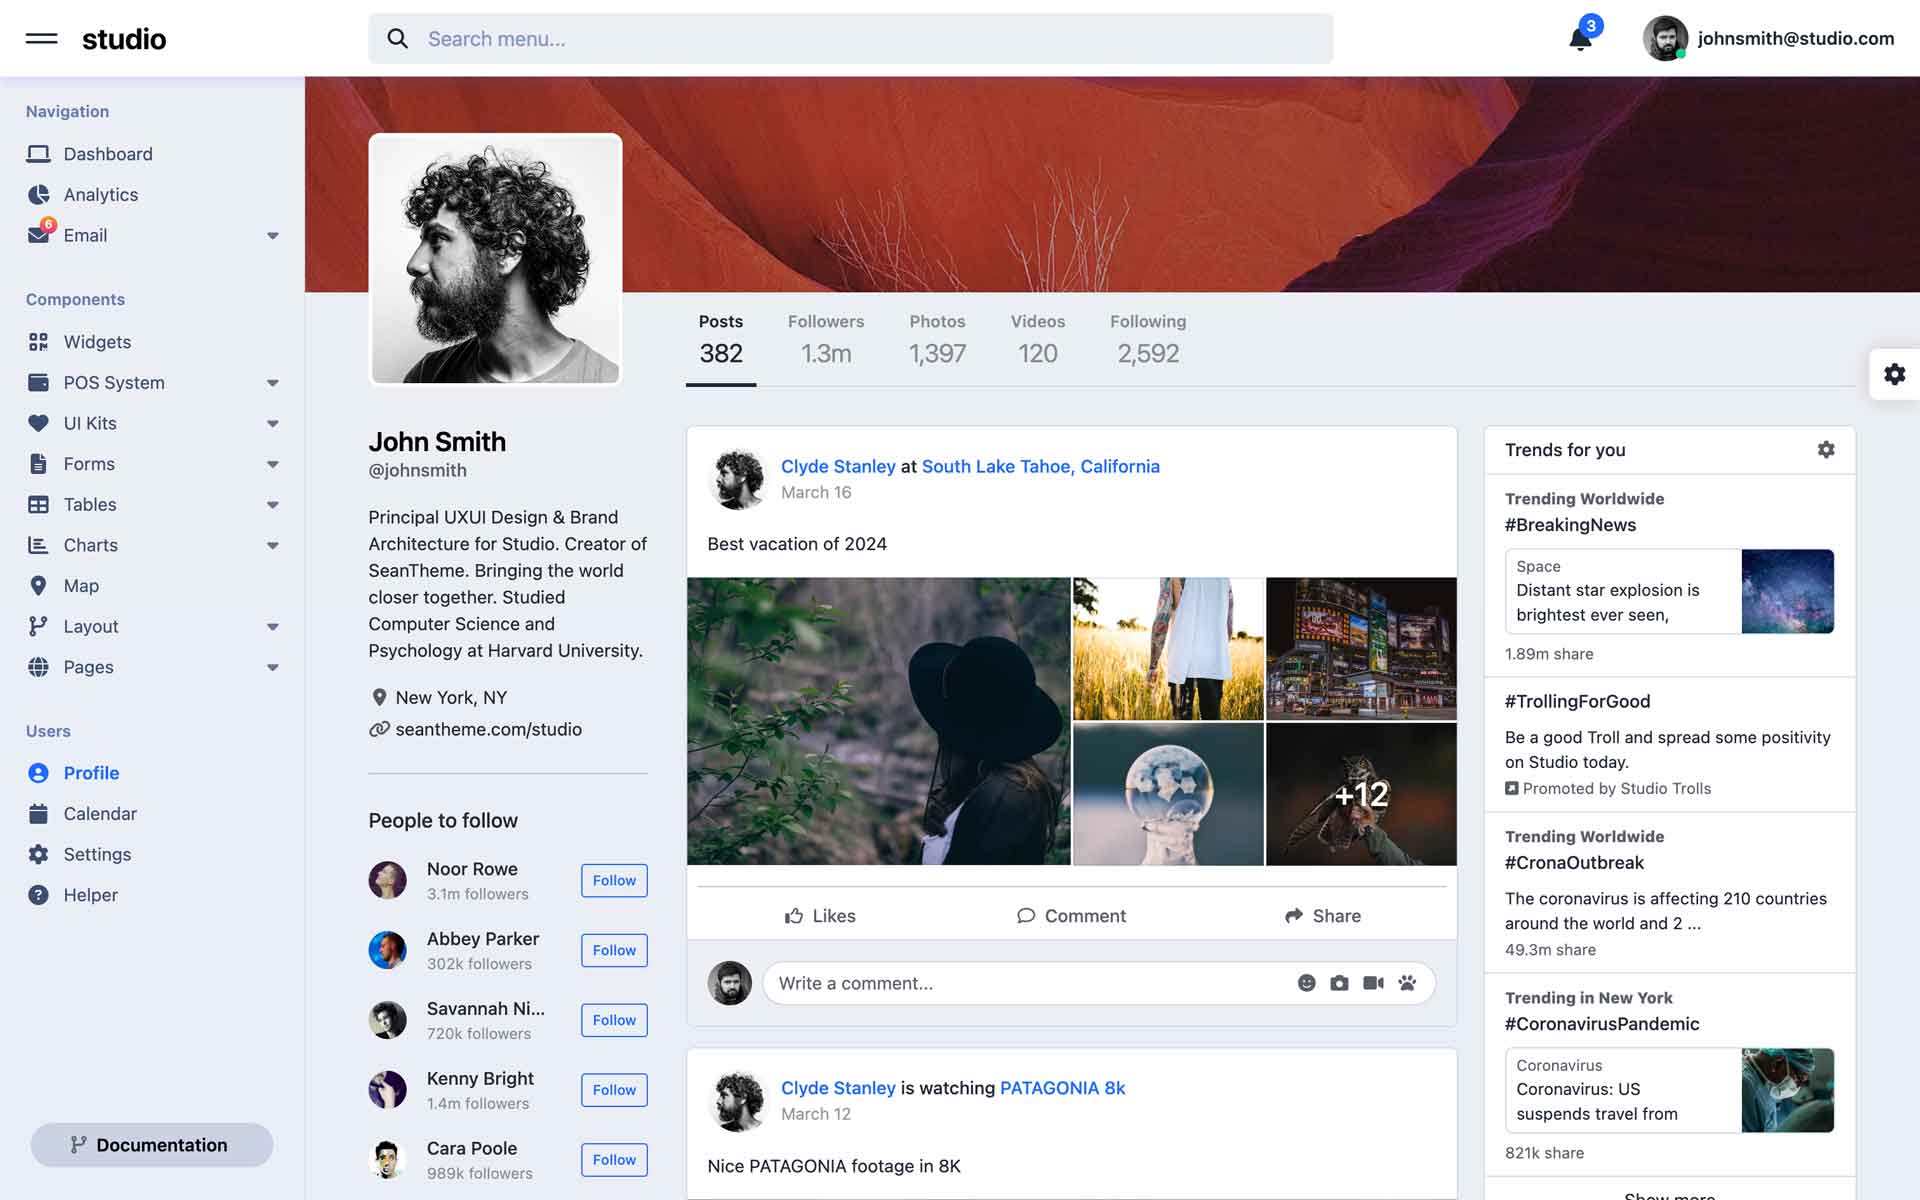 studio
Search menu...
3
johnsmith@studio.com
Navigation
Dashboard
Analytics
6
Email
Components
Widgets
POS System
UI Kits
Forms
Tables
Charts
Map
Layout
Pages
Users
Profile
Calendar
Settings
Helper
Documentation
Posts
382
Followers
1.3m
Photos
1,397
Videos
120
Following
2,592
John Smith
@johnsmith
Principal UXUI Design & Brand
Architecture for Studio. Creator of
SeanTheme. Bringing the world
closer together. Studied
Computer Science and
Psychology at Harvard University.
New York, NY
seantheme.com/studio
People to follow
Noor Rowe
3.1m followers
Follow
Abbey Parker
302k followers
Follow
Savannah Ni...
720k followers
Follow
Kenny Bright
1.4m followers
Follow
Cara Poole
989k followers
Follow
Clyde Stanley at South Lake Tahoe, California
March 16
Best vacation of 2024
+12
Likes
Comment
Share
Write a comment...
Clyde Stanley is watching PATAGONIA 8k
March 12
Nice PATAGONIA footage in 8K
Trends for you
Trending Worldwide
#BreakingNews
Space
Distant star explosion is
brightest ever seen,
1.89m share
#TrollingForGood
Be a good Troll and spread some positivity
on Studio today.
Promoted by Studio Trolls
Trending Worldwide
#CronaOutbreak
The coronavirus is affecting 210 countries
around the world and 2 ...
49.3m share
Trending in New York
#CoronavirusPandemic
Coronavirus
Coronavirus: US
suspends travel from
821k share
Show more